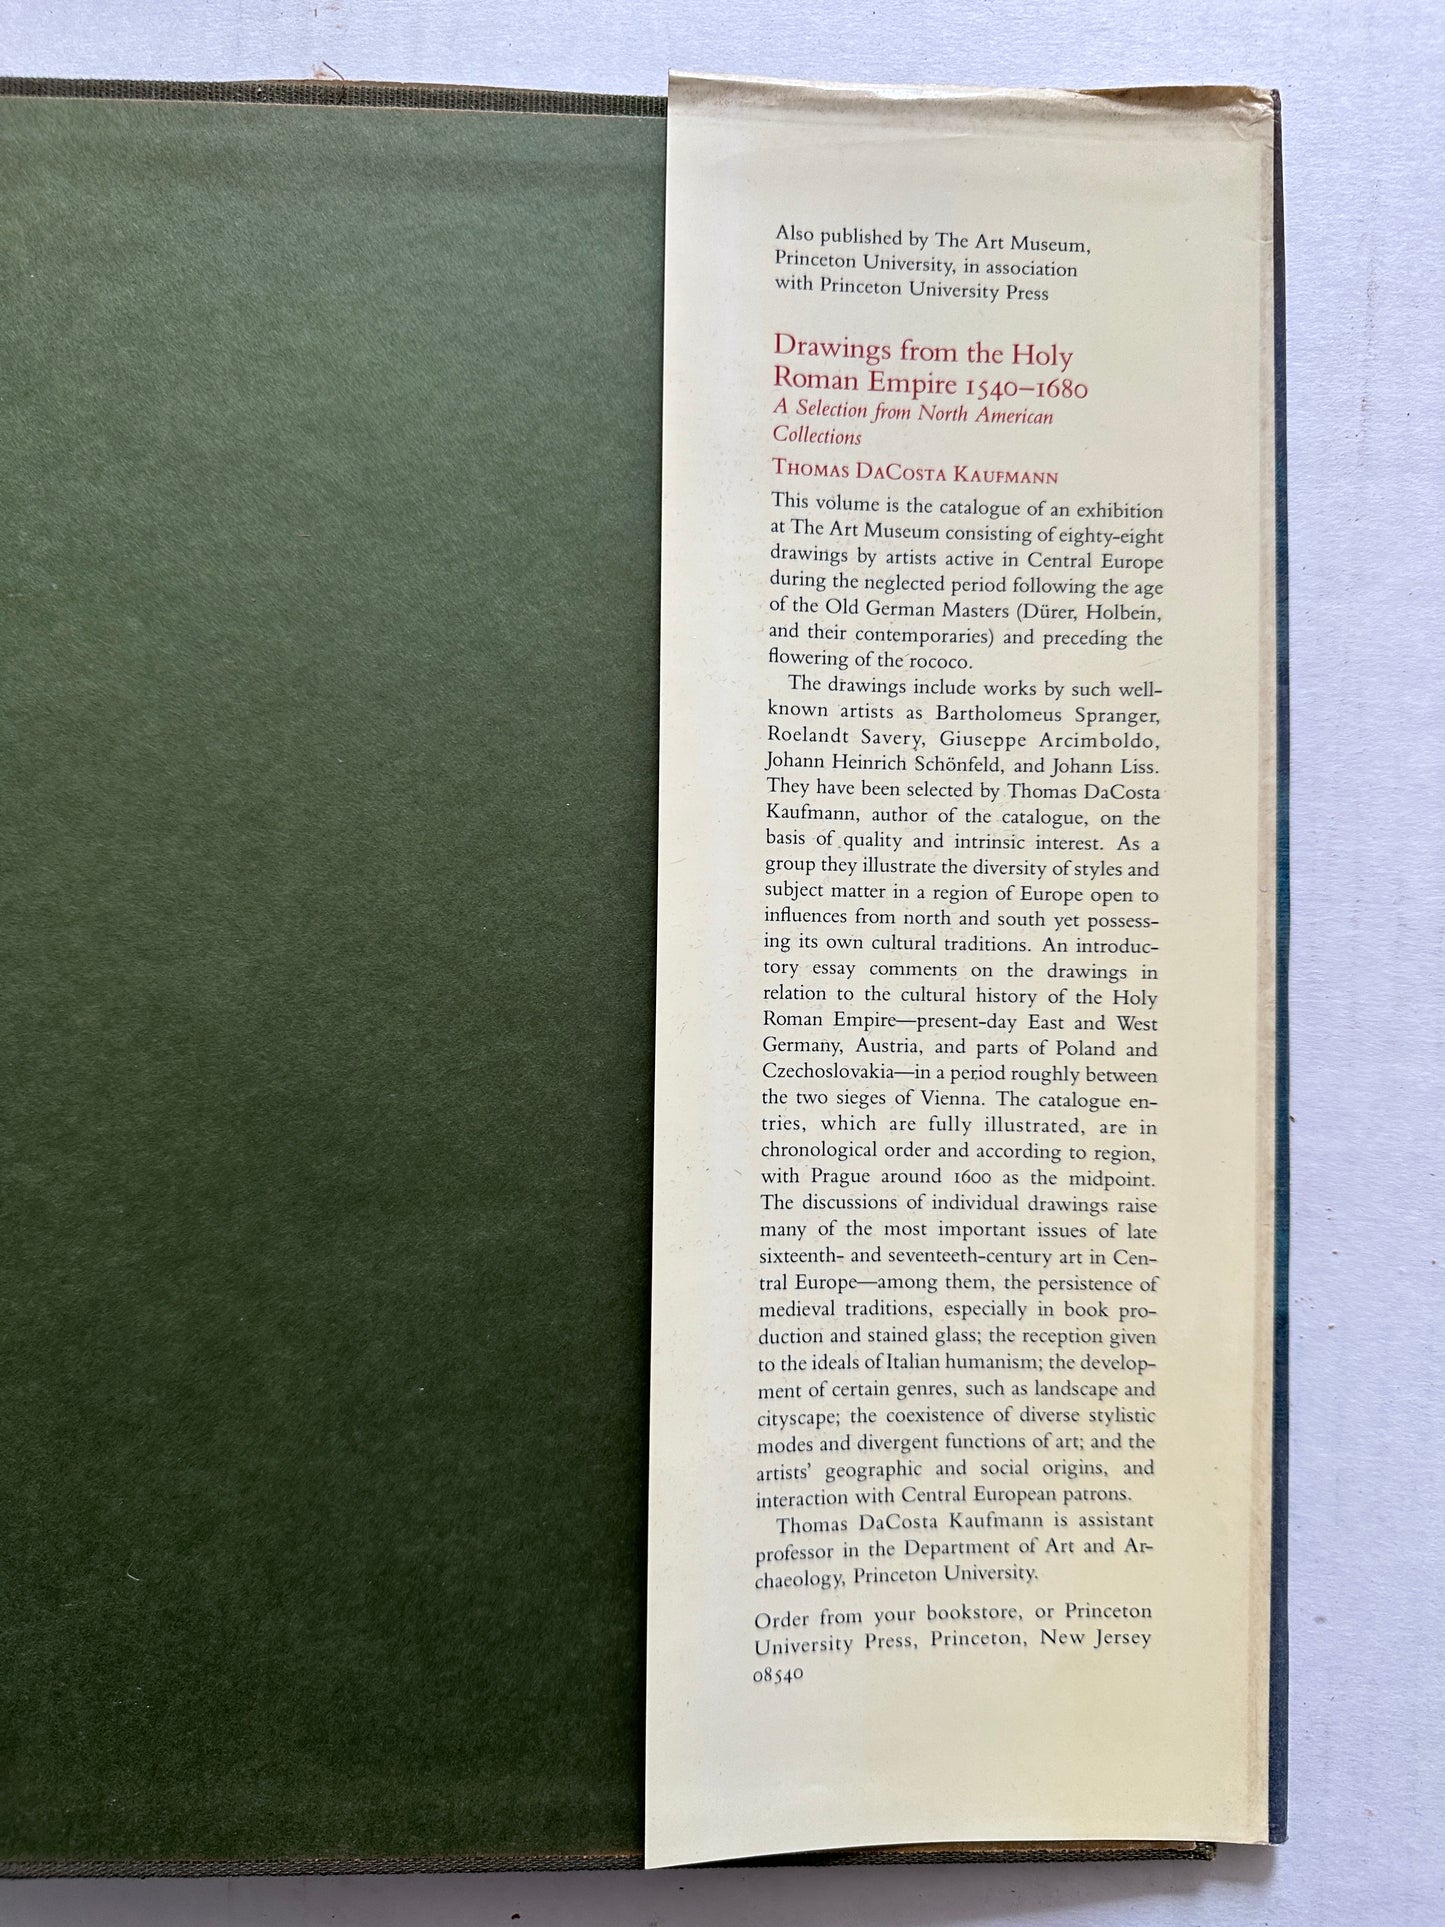 Also published by The Art Museum,
Princeton University, in association
with Princeton University Press
Drawings from the Holy
Roman Empire 1540–1680
A Selection from North American
Collections
THOMAS DACOSTA KAUFMANN
This volume is the catalogue of an exhibition
at The Art Museum consisting of eighty-eight
drawings by artists active in Central Europe
during the neglected period following the age
of the Old German Masters (Dürer, Holbein,
and their contemporaries) and preceding the
flowering of the rococo.
The drawings include works by such well-
known artists as Bartholomeus Spranger,
Roelandt Savery, Giuseppe Arcimboldo,
Johann Heinrich Schönfeld, and Johann Liss.
They have been selected by Thomas DaCosta
Kaufmann, author of the catalogue, on the
basis of quality and intrinsic interest. As a
group they illustrate the diversity of styles and
subject matter in a region of Europe open to
influences from north and south yet possess-
ing its own cultural traditions. An introduc-
tory essay comments on the drawings in
relation to the cultural history of the Holy
Roman Empire—present-day East and West
Germany, Austria, and parts of Poland and
Czechoslovakia—in a period roughly between
the two sieges of Vienna. The catalogue en-
tries, which are fully illustrated, are in
chronological order and according to region,
with Prague around 1600 as the midpoint.
The discussions of individual drawings raise
many of the most important issues of late
sixteenth- and seventeeth-century art in Cen-
tral Europe—among them, the persistence of
medieval traditions, especially in book pro-
duction and stained glass; the reception given
to the ideals of Italian humanism; the develop-
ment of certain genres, such as landscape and
cityscape; the coexistence of diverse stylistic
modes and divergent functions of art; and the
artists' geographic and social origins, and
interaction with Central European patrons.
Thomas DaCosta Kaufmann is assistant
professor in the Department of Art and Ar-
chaeology, Princeton University.
Order from your bookstore, or Princeton
University Press, Princeton, New Jersey
08540